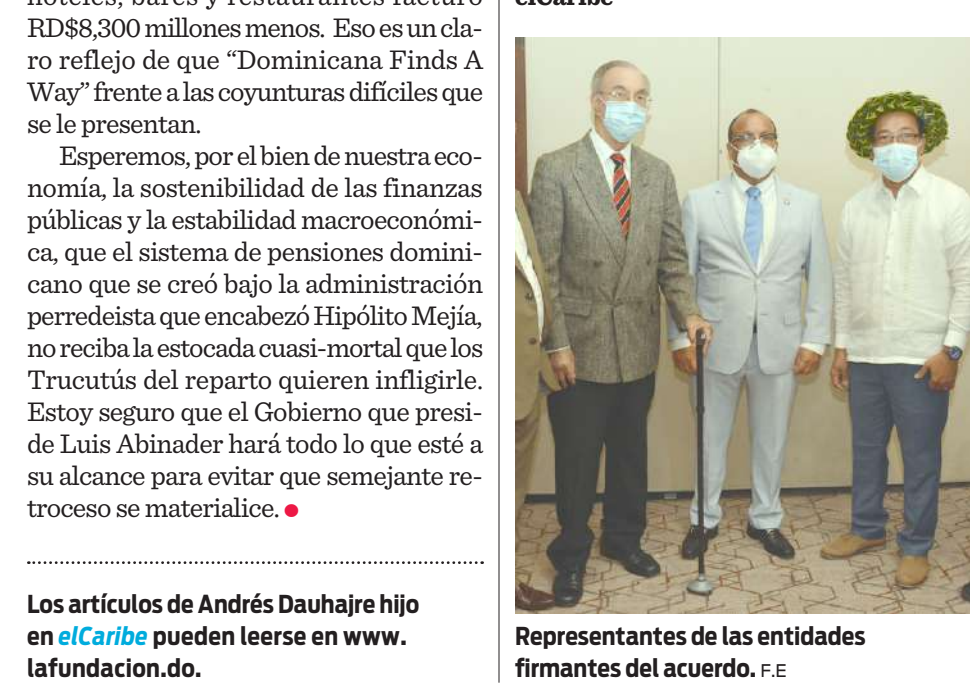 hoteles, bares y restaurantes facturó
RD$8,300 millones menos. Eso es un cla-
ro reflejo de que “Dominicana Finds A
Way” frente a las coyunturas difíciles que
se le presentan.
Esperemos, por el bien de nuestra eco-
nomía, la sostenibilidad de las finanzas
públicas y la estabilidad macroeconómi-
ca, que el sistema de pensiones domini-
cano que se creó bajo la administración
perredeista que encabezó Hipólito Mejía,
no reciba la estocada cuasi-mortal que los
Trucutús del reparto quieren infligirle.
Estoy seguro que el Gobierno que presi-
de Luis Abinader hará todo lo que esté a
su alcance para evitar que semejante re-
troceso se materialice.
Los artículos de Andrés Dauhajre hijo
en elCaribe pueden leerse en www.
lafundacion.do.
elCaribe
Representantes de las entidades
firmantes del acuerdo. F.E